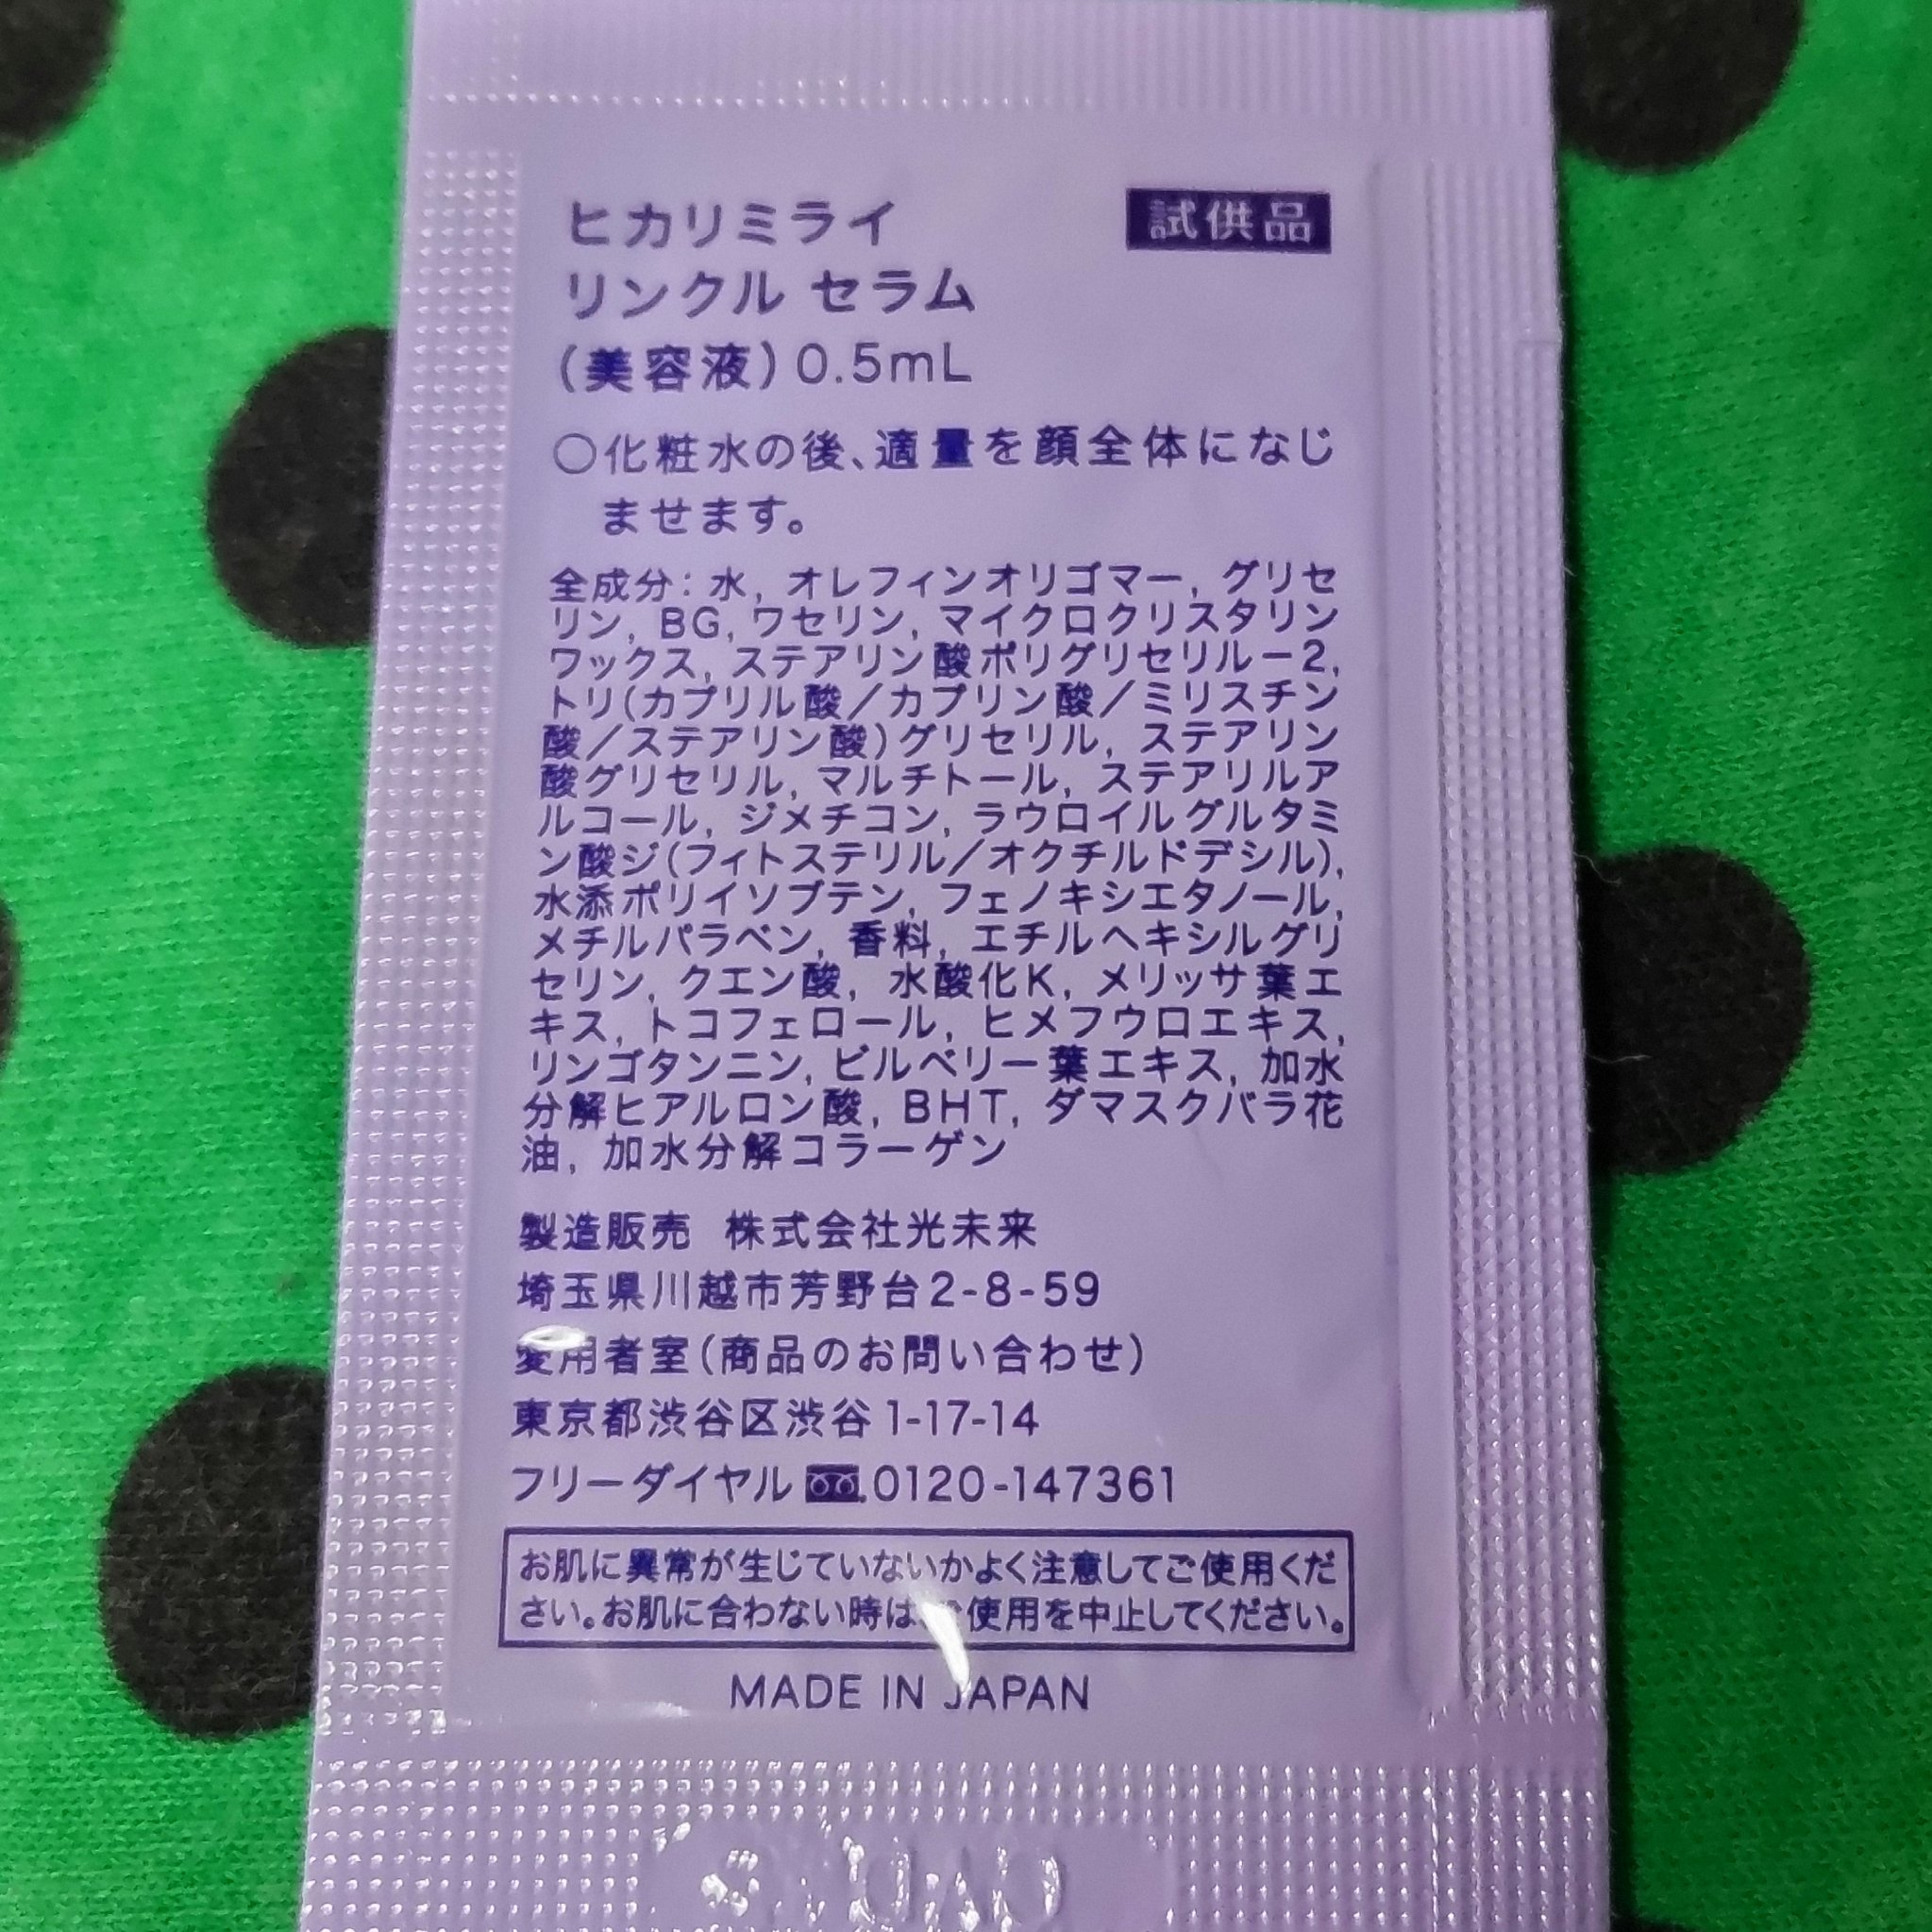 ヒカリミライ
試供品
リンクル セラム
(美容液)0.5mL
○化粧水の後、適量を顔全体になじ
ませます。
全成分: 水, オレフィンオリゴマー, グリセ
リン, BG, ワセリン, マイクロクリスタリン
ワックス, ステアリン酸ポリグリセリル－2,
トリ(カプリル酸／カプリン酸／ミリスチン
酸／ステアリン酸)グリセリル, ステアリン
酸グリセリル, マルチトール, ステアリルア
ルコール, ジメチコン, ラウロイルグルタミ
ン酸ジ(フィトステリル／オクチルドデシル),
水添ポリイソブテン, フェノキシエタノール,
メチルパラベン, 香料, エチルヘキシルグリ
セリン, クエン酸, 水酸化K, メリッサ葉エ
キス, トコフェロール, ヒメフウロエキス,
リンゴタンニン, ビルベリー葉エキス, 加水
分解ヒアルロン酸, BHT, ダマスクバラ花
油, 加水分解コラーゲン
製造販売 株式会社光未来
埼玉県川越市芳野台2-8-59
愛用者室(商品のお問い合わせ)
東京都渋谷区渋谷1-17-14
フリーダイヤル 0120-147361
お肌に異常が生じていないかよく注意してご使用くだ
さい。お肌に合わない時は、ご使用を中止してください。
MADE IN JAPAN